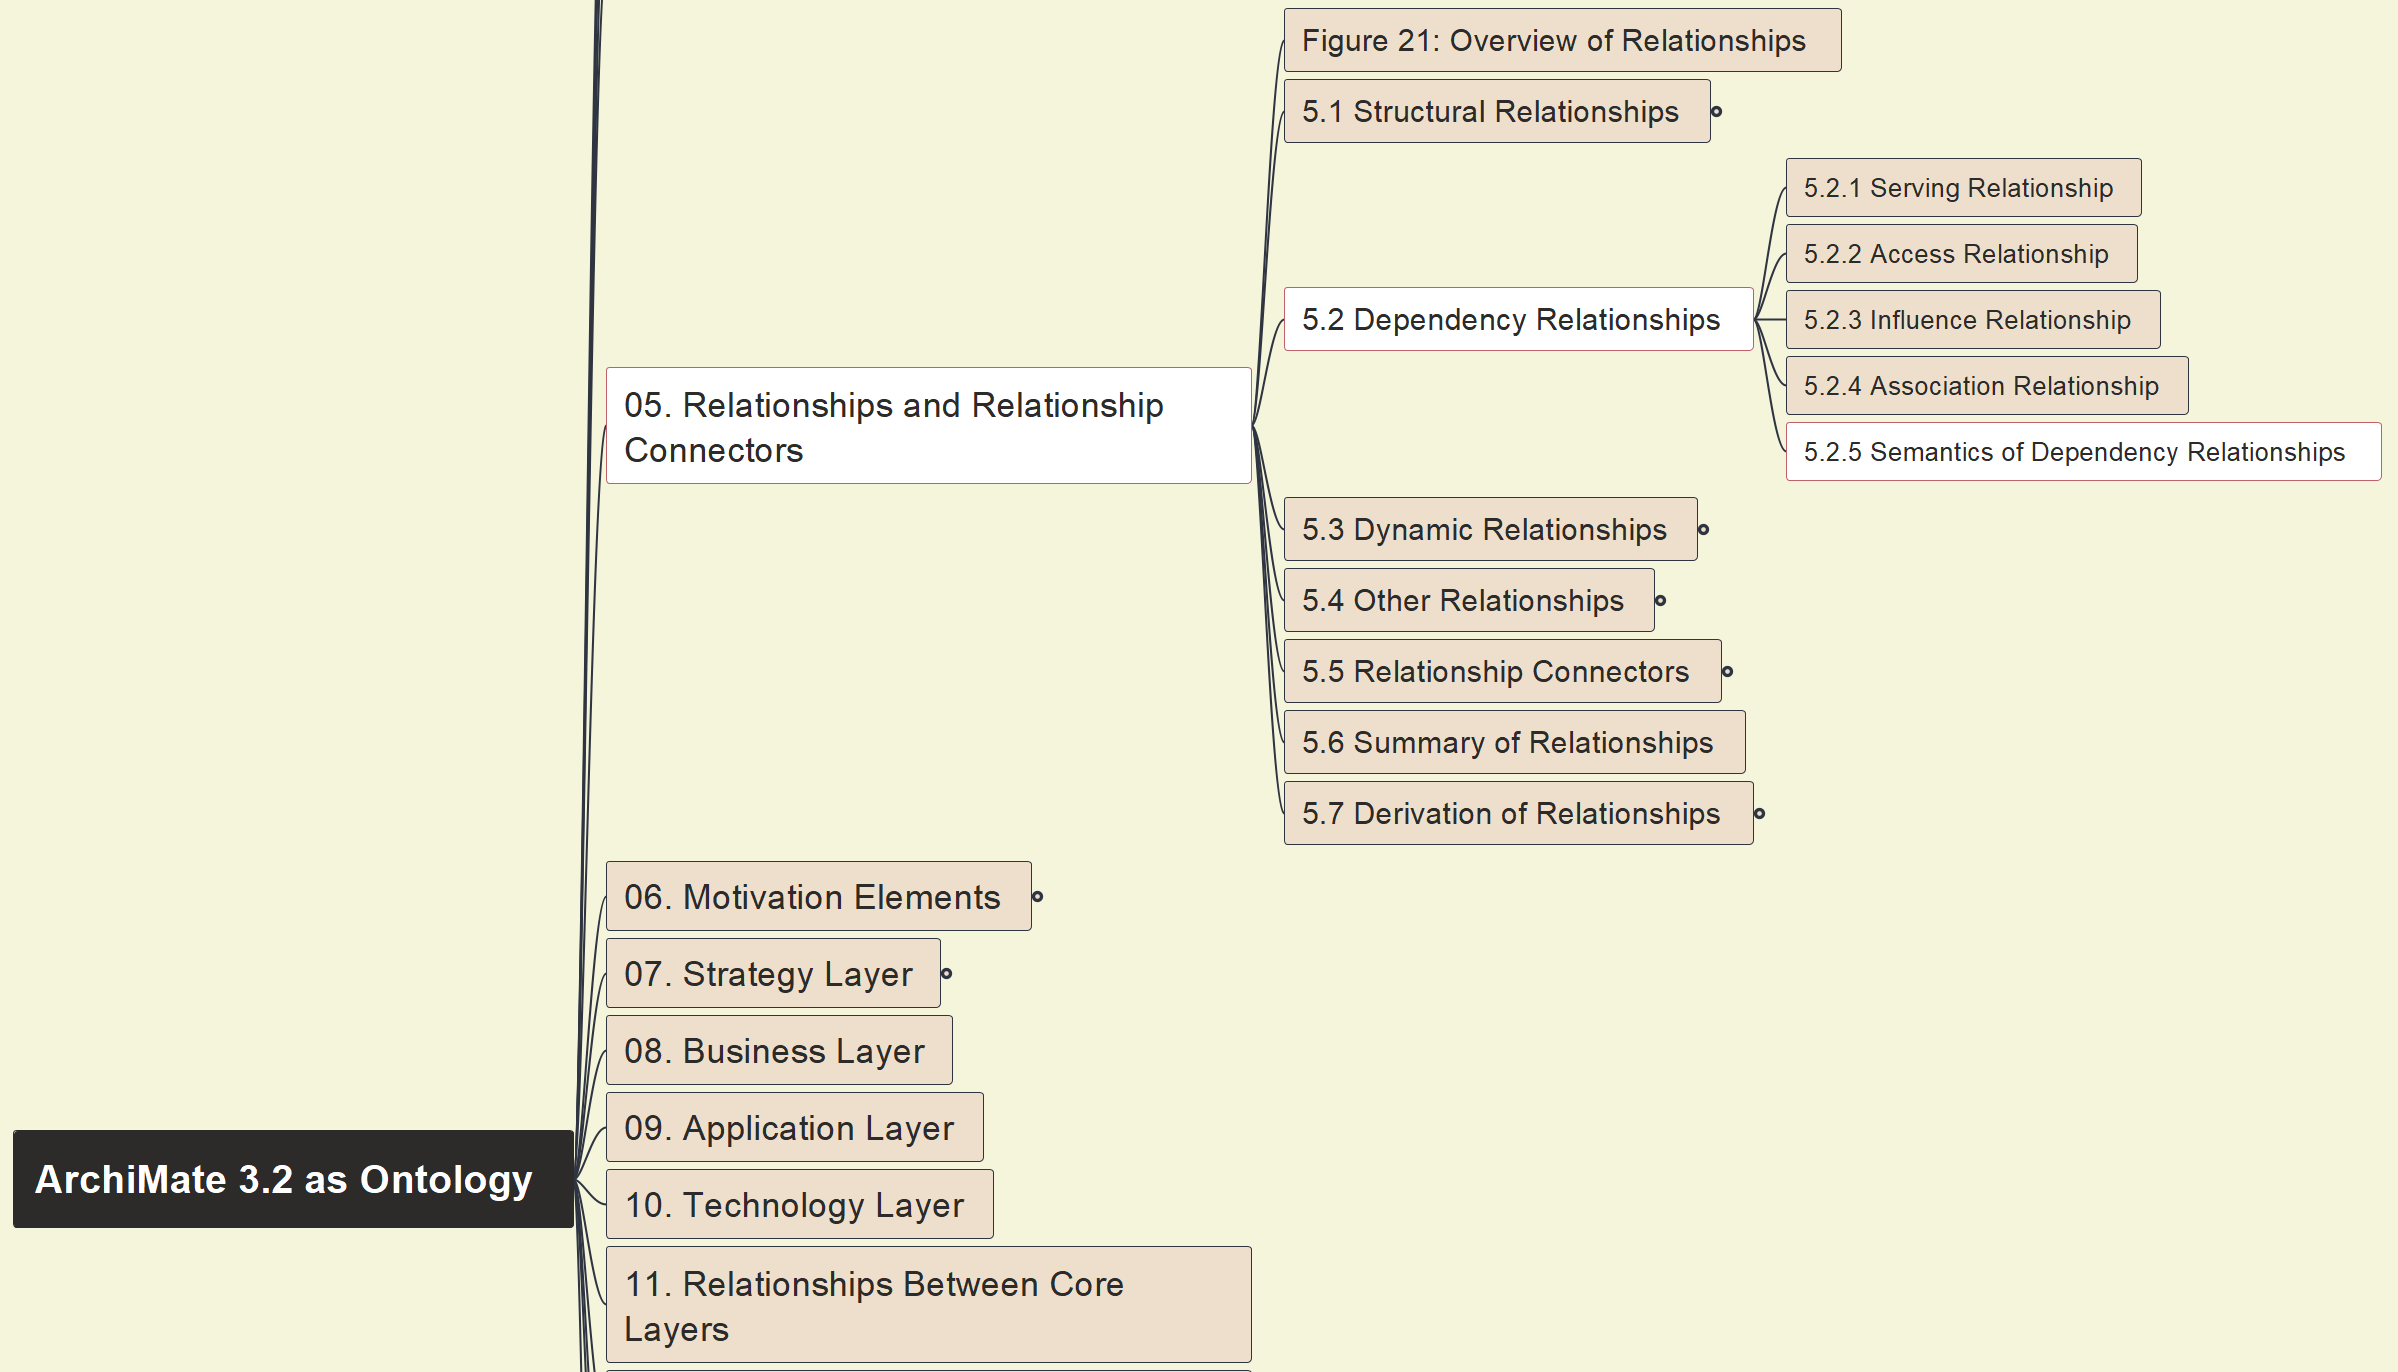 Figure 21: Overview of Relationships
5.1 Structural Relationships
5.2.1 Serving Relationship
5.2.2 Access Relationship
5.2 Dependency Relationships
5.2.3 Influence Relationship
5.2.4 Association Relationship
5.2.5 Semantics of Dependency Relationships
05. Relationships and Relationship
Connectors
5.3 Dynamic Relationships
5.4 Other Relationships
5.5 Relationship Connectors
5.6 Summary of Relationships
5.7 Derivation of Relationships
06. Motivation Elements
07. Strategy Layer
08. Business Layer
09. Application Layer
ArchiMate 3.2 as Ontology
10. Technology Layer
11. Relationships Between Core
Layers